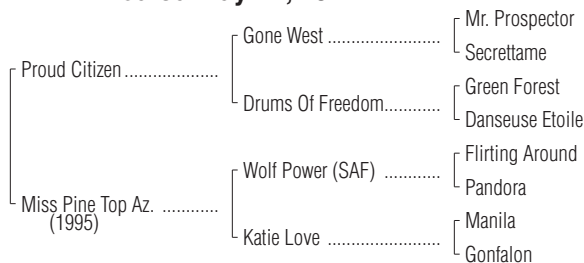 Mr. Prospector
Gone West ........................
Secrettame
Proud Citizen ....................
Green Forest
Drums Of Freedom............
Danseuse Etoile
Flirting Around
Wolf Power (SAF) ............
Pandora
Miss Pine Top Az. ............
(1995)
Manila
Katie Love ........................
Gonfalon